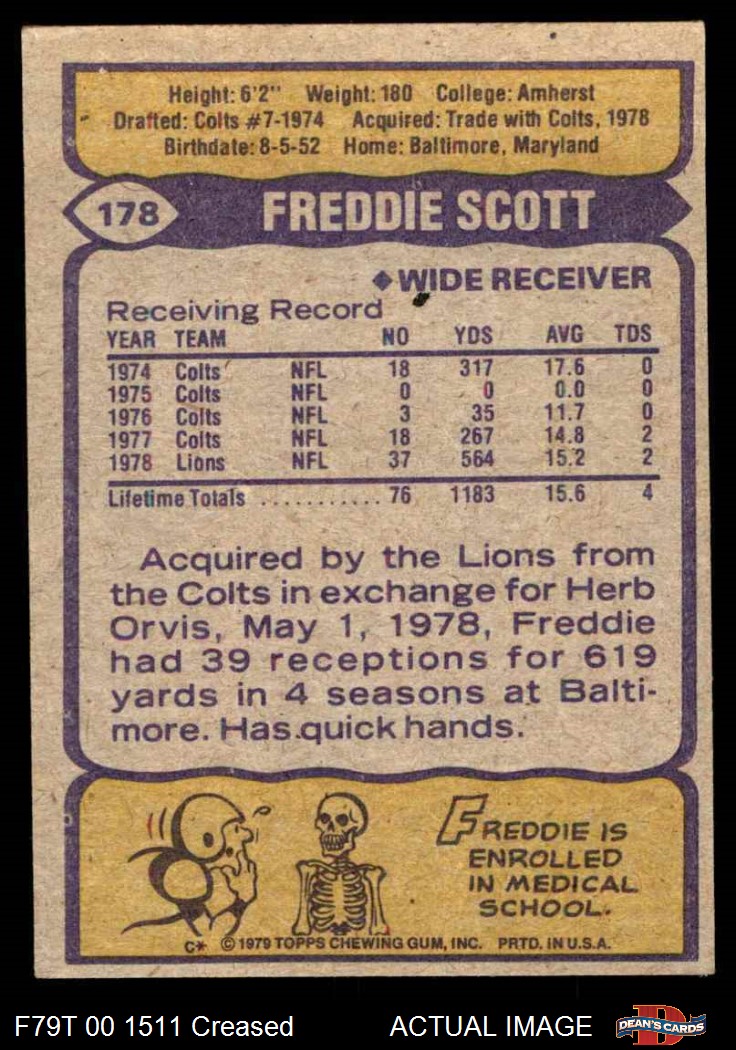 Height: 6'2" Weight: 180 College: Amherst
Drafted: Colts #7-1974 Acquired: Trade with Colts, 1978
Birthdate: 8-5-52 Home: Baltimore, Maryland
178 FREDDIE SCOTT
◆WIDE RECEIVER
Receiving Record
YEAR TEAM NO YDS AVG TDS
1974 Colts NFL 18 317 17.6 0
1975 Colts NFL 0 0 0.0 0
1976 Colts NFL 3 35 11.7 0
1977 Colts NFL 18 267 14.8 2
1978 Lions NFL 37 564 15.2 2
Lifetime Totals ............ 76 1183 15.6 4
Acquired by the Lions from
the Colts in exchange for Herb
Orvis, May 1, 1978, Freddie
had 39 receptions for 619
yards in 4 seasons at Balti-
more. Has quick hands.
FREDDIE IS
ENROLLED
IN MEDICAL
SCHOOL.
C* © 1979 TOPPS CHEWING GUM, INC. PRTD. IN U.S.A.
F79T 00 1511 Creased ACTUAL IMAGE DEAN'S CARDS